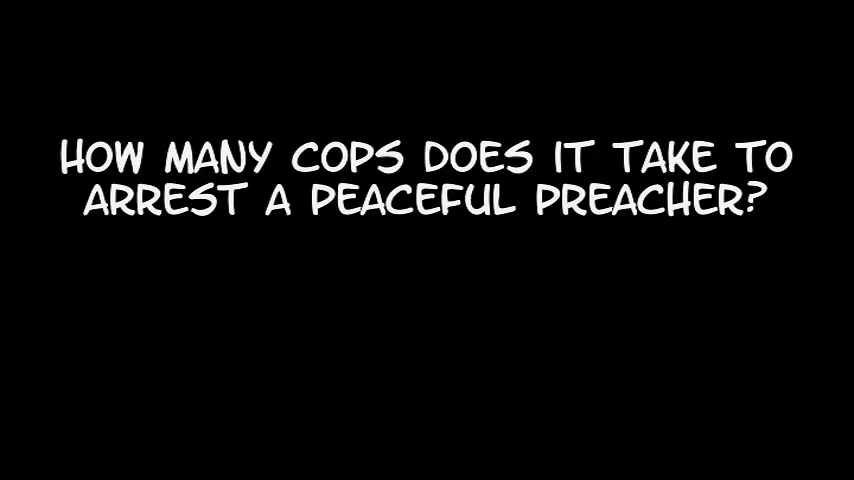 HOW MANY COPS DOES IT TAKE TO
ARREST A PEACEFUL PREACHER?